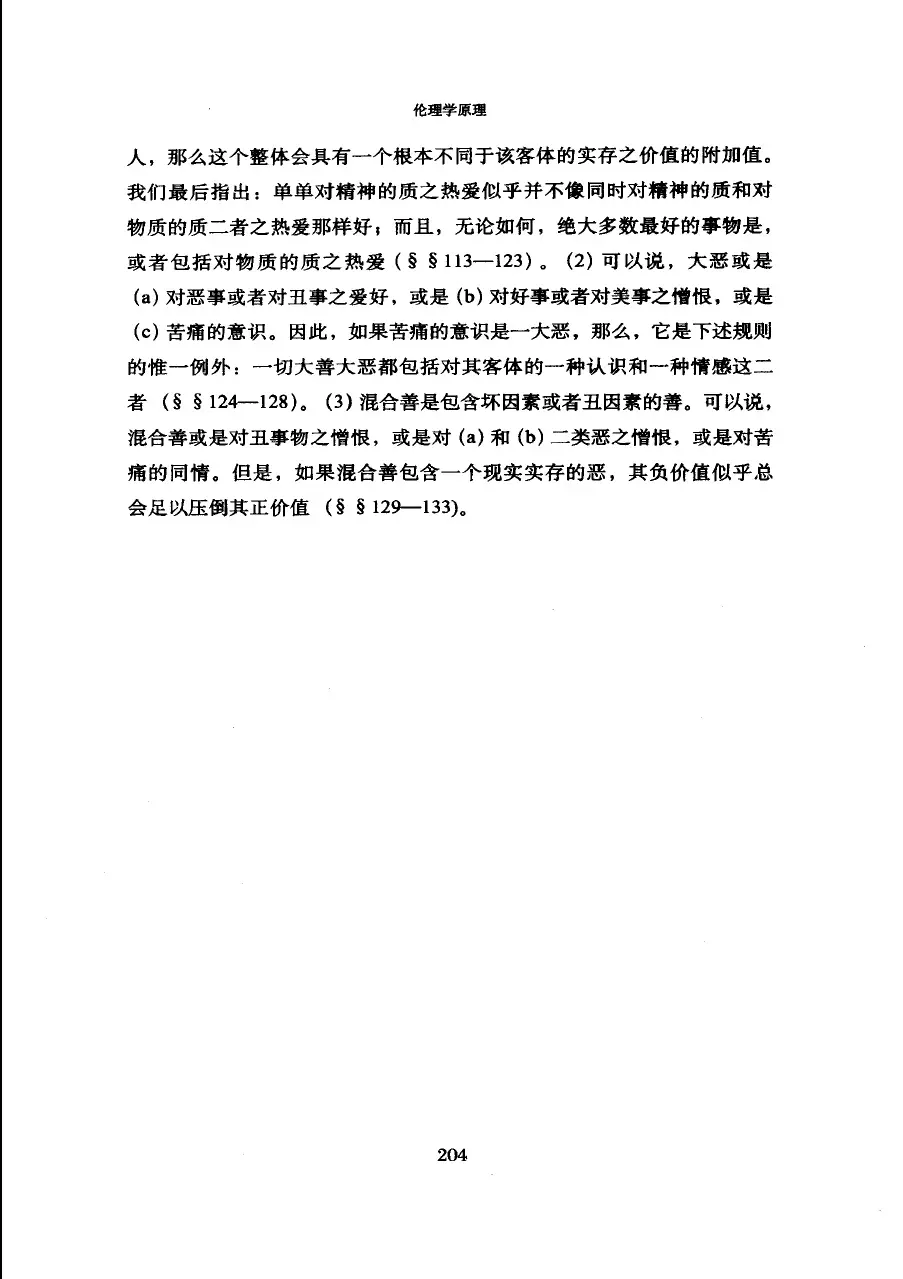 伦理学原理
人，那么这个整体会具有一个根本不同于该客体的实存之价值的附加值。
我们最后指出：单单对精神的质之热爱似乎并不像同时对精神的质和对
物质的质二者之热爱那样好；而且，无论如何，绝大多数最好的事物是，
或者包括对物质的质之热爱（§§113—123）。（2）可以说，大恶或是
（a）对恶事或者对丑事之爱好，或是（b）对好事或者对美事之憎恨，或是
（c）苦痛的意识。因此，如果苦痛的意识是一大恶，那么，它是下述规则
的惟一例外：一切大善大恶都包括对其客体的一种认识和一种情感这二
者（§§124—128）。（3）混合善是包含坏因素或者丑因素的善。可以说，
混合善或是对丑事物之憎恨，或是对（a）和（b）二类恶之憎恨，或是对苦
痛的同情。但是，如果混合善包含一个现实实存的恶，其负价值似乎总
会足以压倒其正价值（§§129—133)。
204